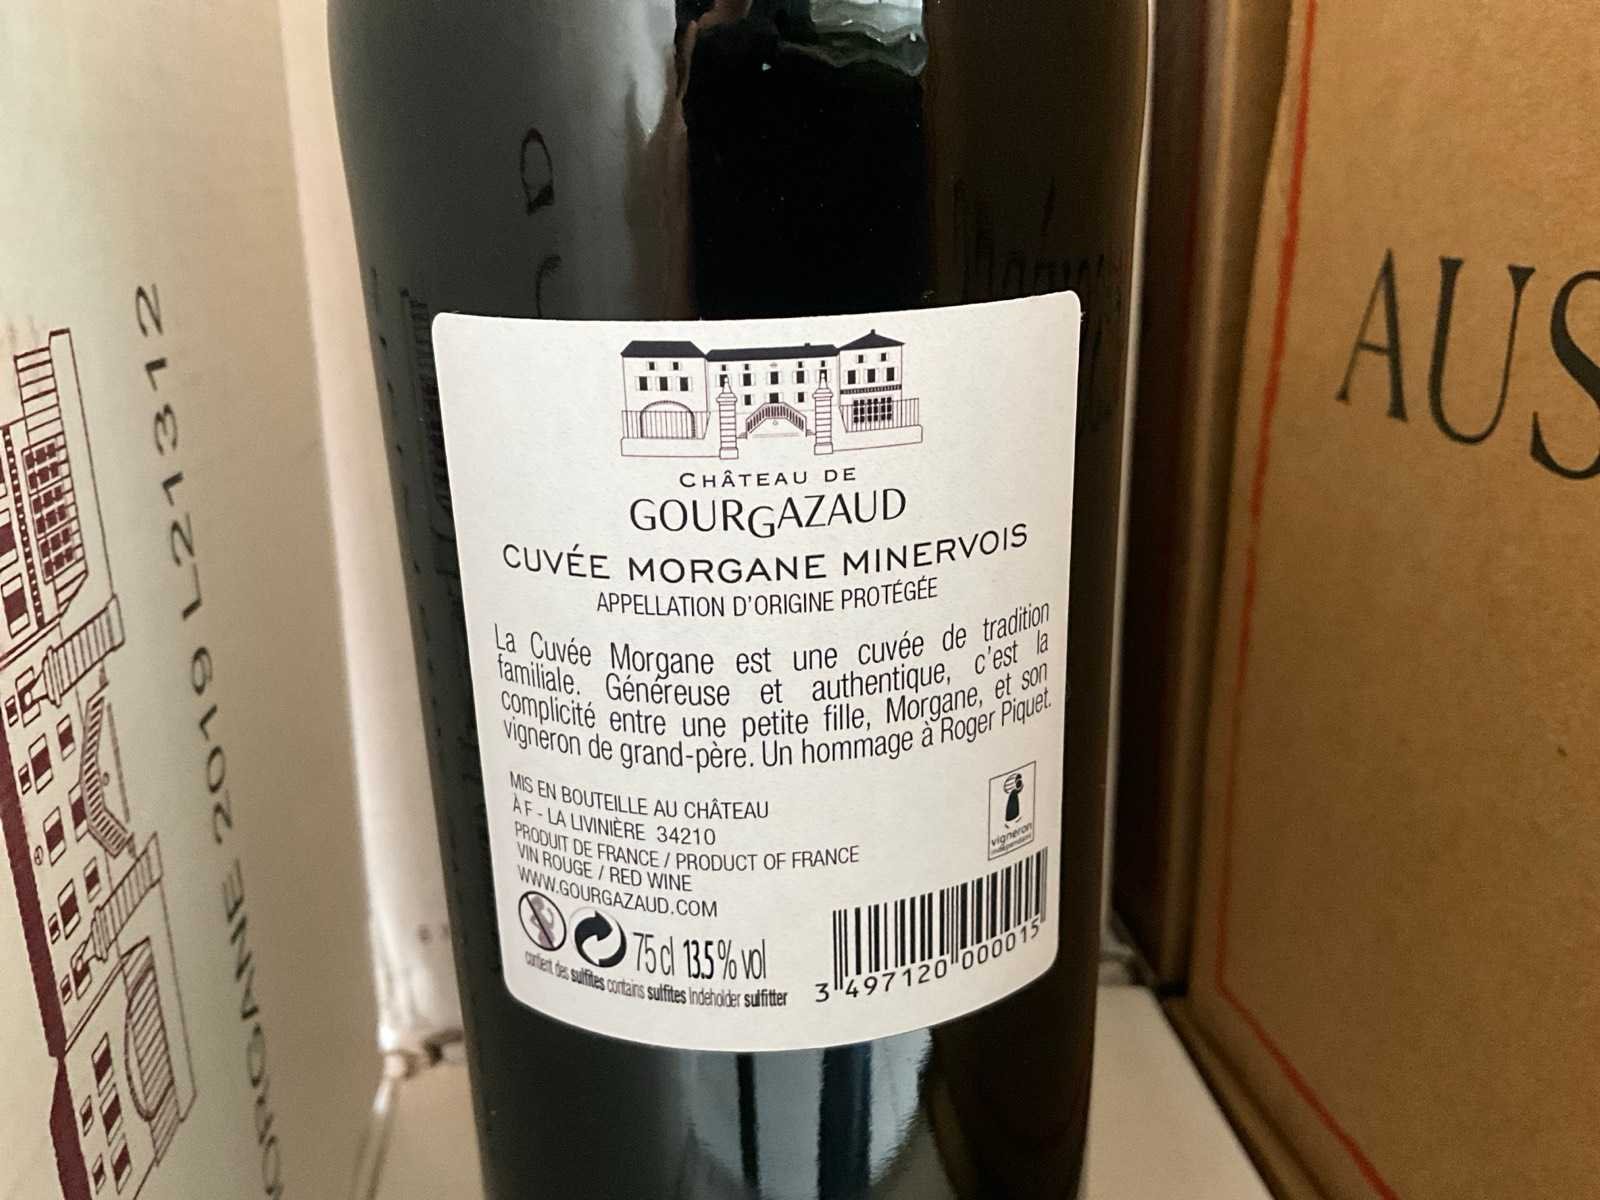 CHÂTEAU DE
GOURGAZAUD
CUVÉE MORGANE MINERVOIS
APPELLATION D'ORIGINE PROTÉGÉE
La Cuvée Morgane est une cuvée de tradition
familiale. Généreuse et authentique, c'est la
complicité entre une petite fille, Morgane, et son
vigneron de grand-père. Un hommage à Roger Piquet.
MIS EN BOUTEILLE AU CHÂTEAU
À F - LA LIVINIÈRE 34210
PRODUIT DE FRANCE / PRODUCT OF FRANCE
VIN ROUGE / RED WINE
WWW.GOURGAZAUD.COM
vigneron
indépendant
75 cl 13.5% vol
contient des sulfites contains sulfites Indeholder sulfitter
3 497120 000015
ORGANE 2019 L21312
AUS